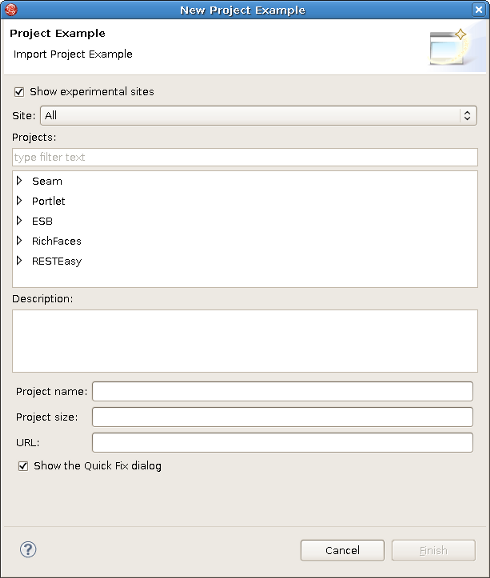 New Project Example
Project Example
Import Project Example
Show experimental sites
Site: All
Projects:
type filter text
Seam
Portlet
ESB
RichFaces
RESTEasy
Description:
Project name:
Project size:
URL:
Show the Quick Fix dialog
? Cancel Finish